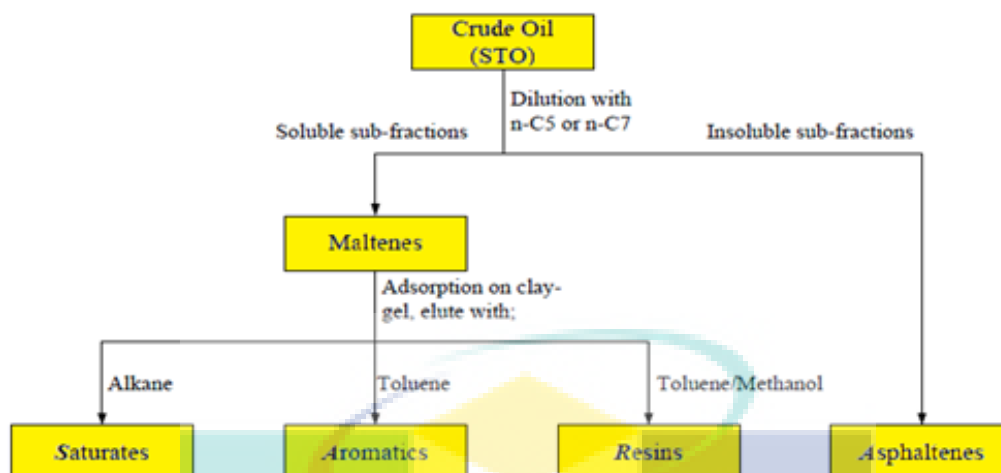 Crude Oil
(STO)
Dilution with
n-C5 or n-C7
Soluble sub-fractions
Insoluble sub-fractions
Maltenes
Adsorption on clay-
gel, elute with;
Alkane
Toluene
Toluene/Methanol
Saturates
Aromatics
Resins
Asphaltenes